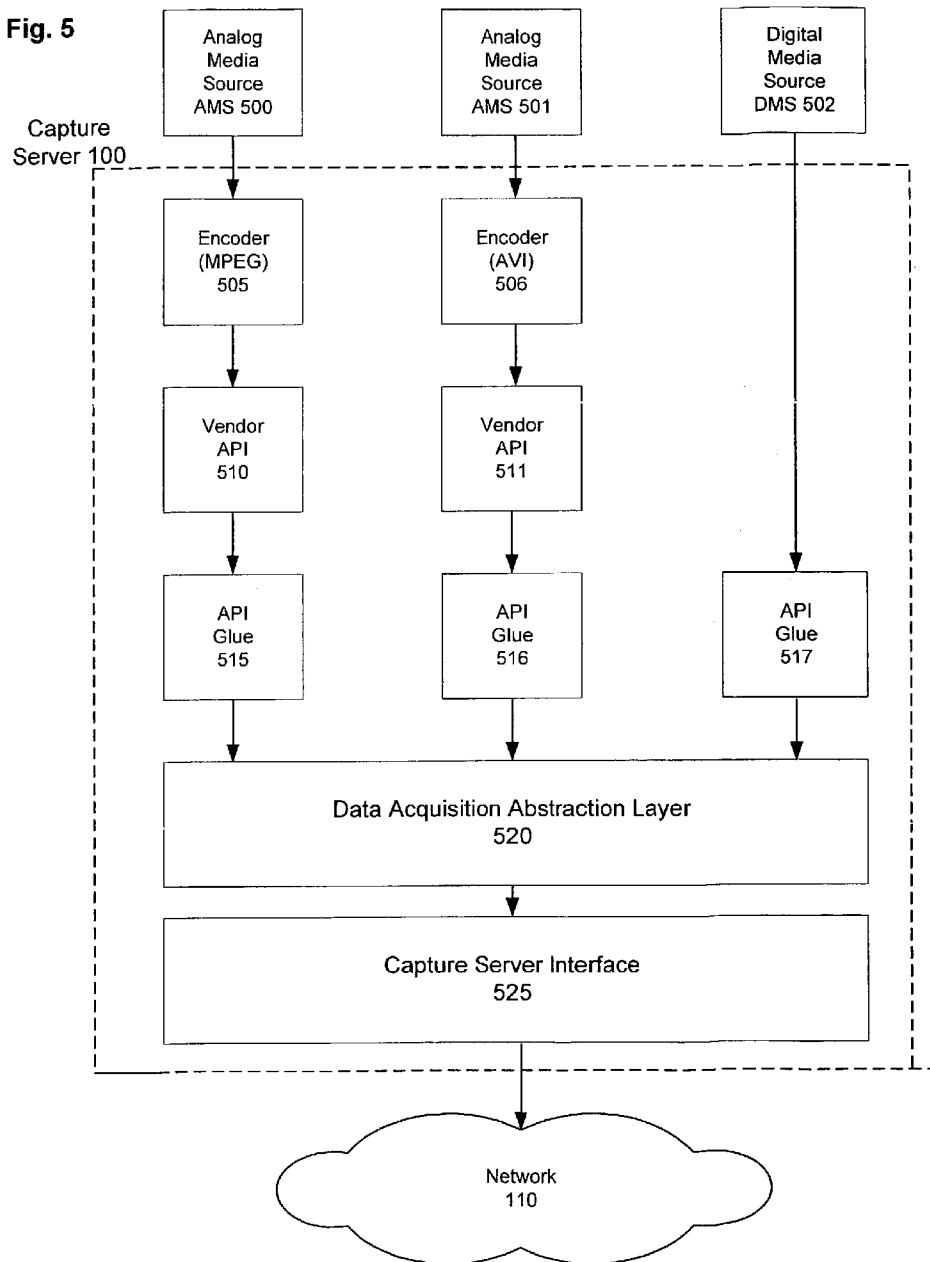 Fig. 5
Analog
Media
Source
AMS 500
Analog
Media
Source
AMS 501
Digital
Media
Source
DMS 502
Capture
Server 100
Encoder
(MPEG)
505
Encoder
(AVI)
506
Vendor
API
510
Vendor
API
511
API
Glue
515
API
Glue
516
API
Glue
517
Data Acquisition Abstraction Layer
520
Capture Server Interface
525
Network
110